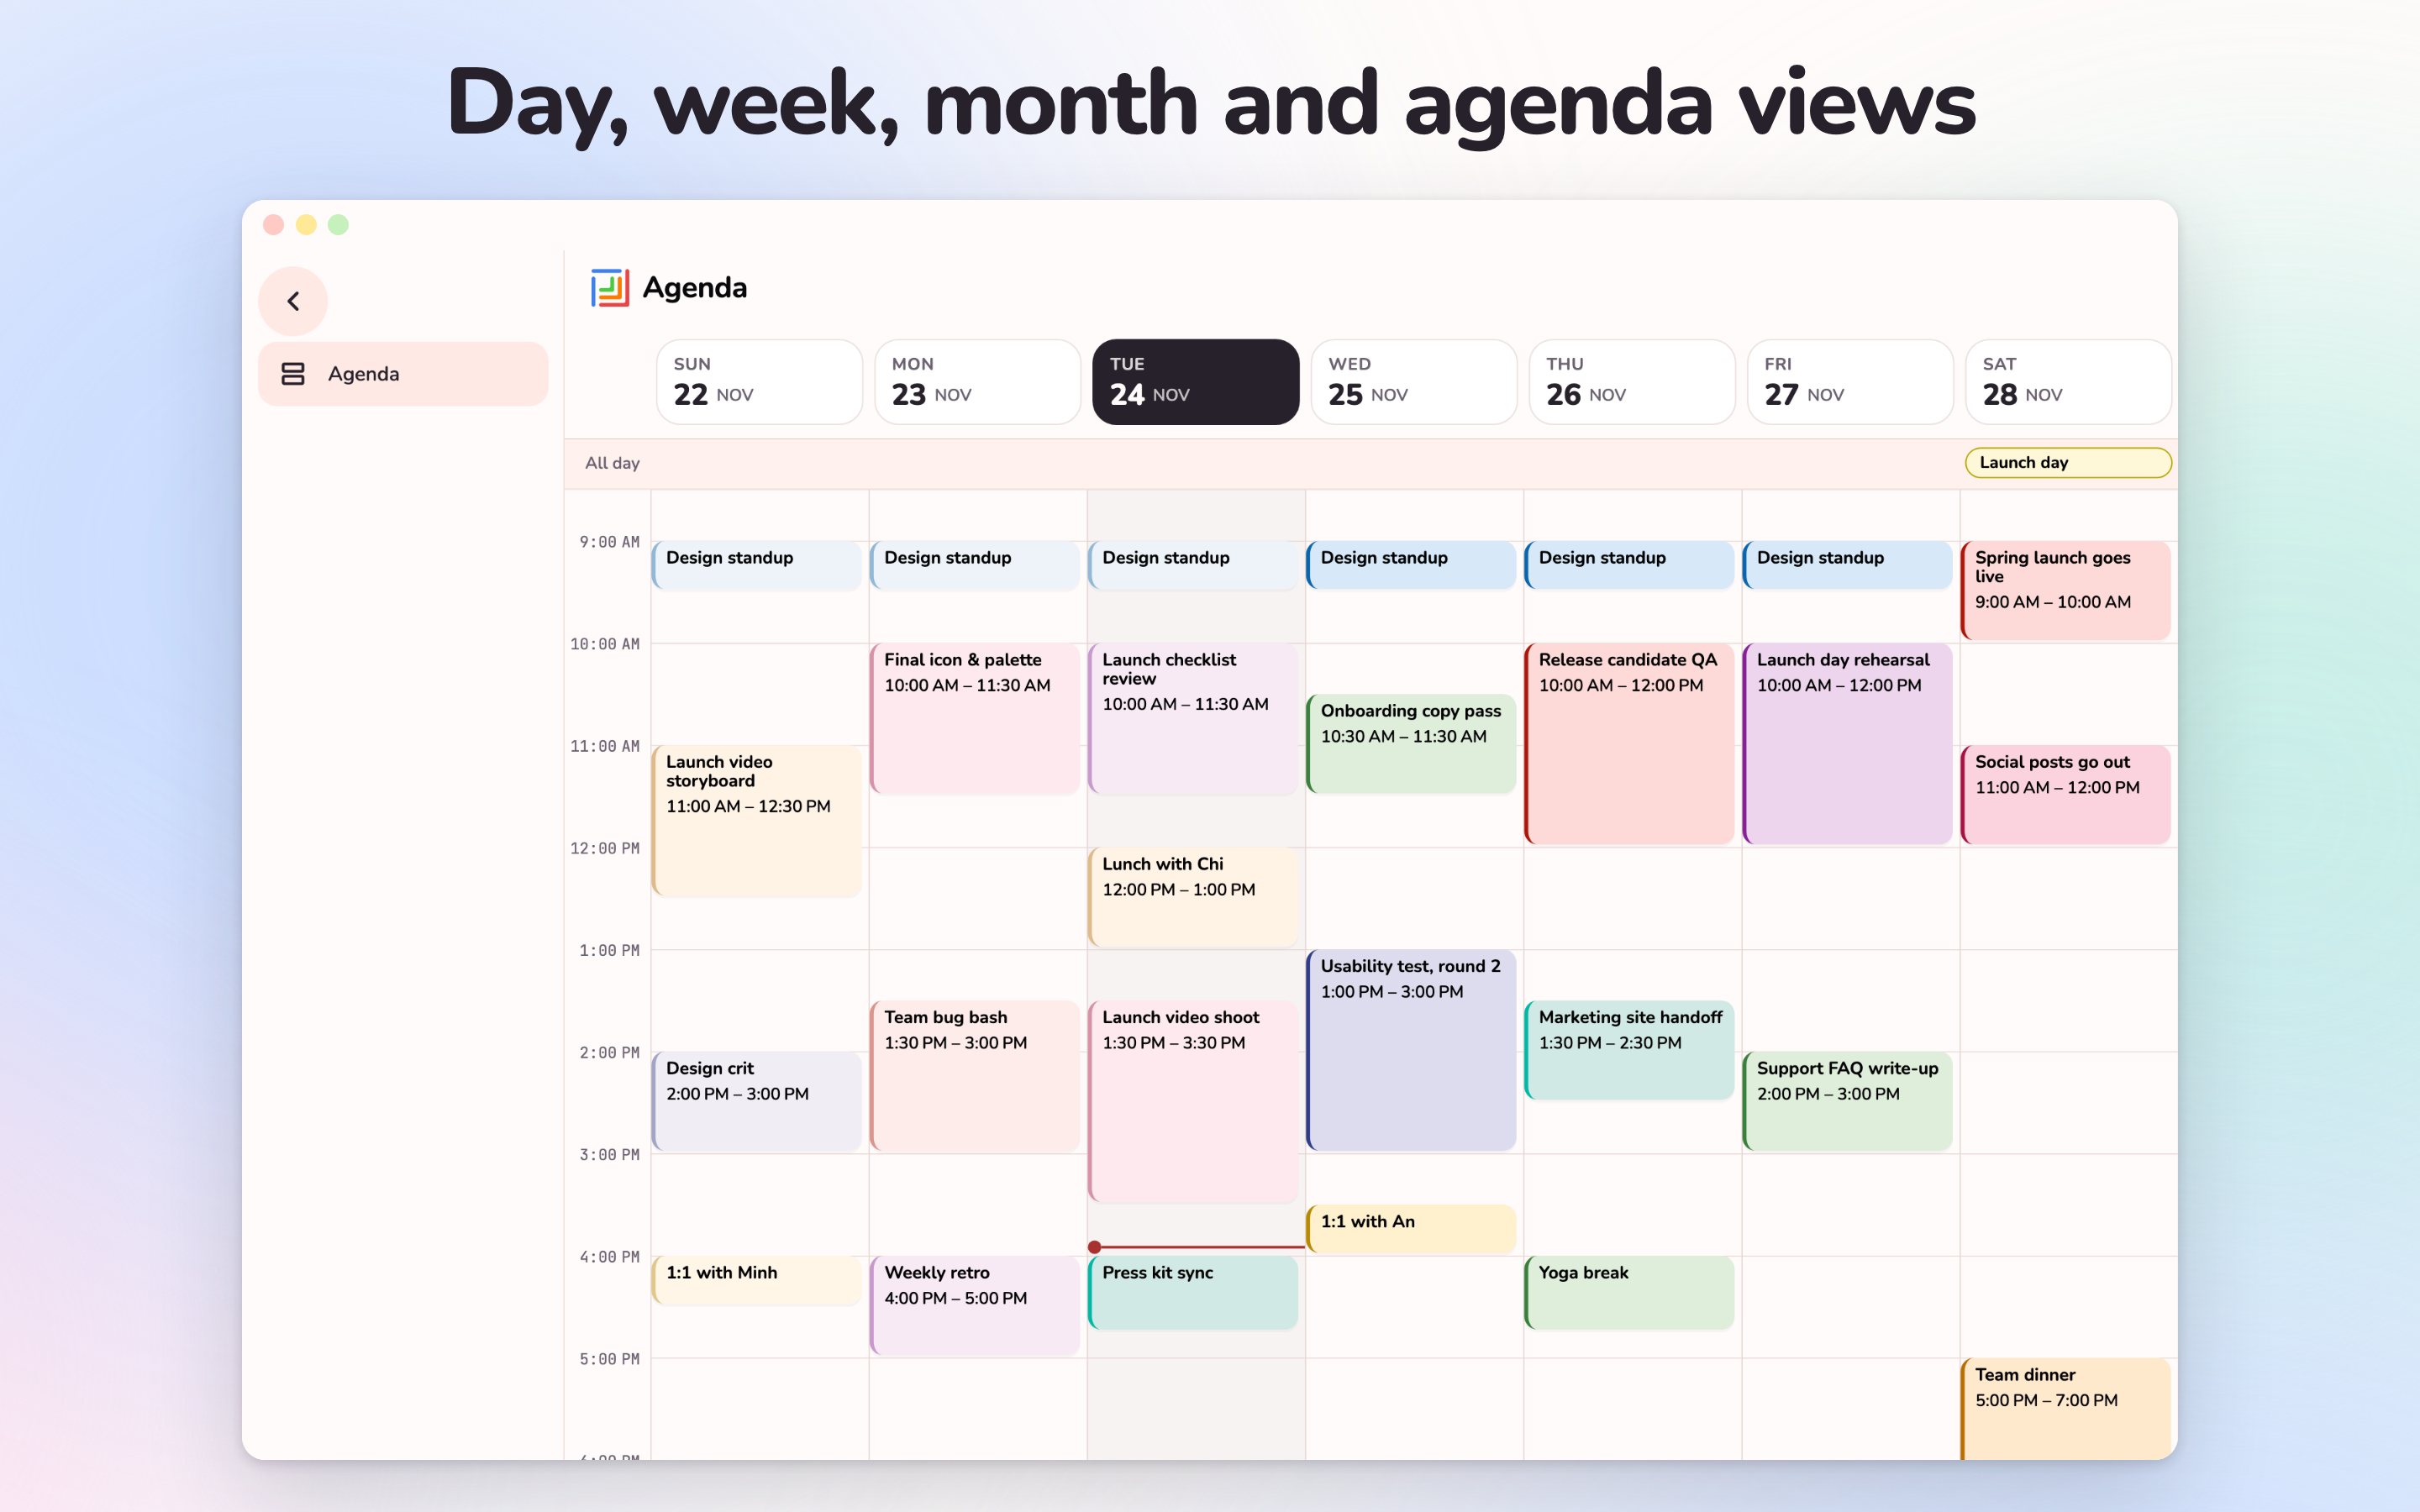 Day, week, month and agenda views
Agenda
Agenda
SUN
22 NOV
MON
23 NOV
TUE
24 NOV
WED
25 NOV
THU
26 NOV
FRI
27 NOV
SAT
28 NOV
All day
Launch day
9:00 AM
10:00 AM
11:00 AM
12:00 PM
1:00 PM
2:00 PM
3:00 PM
4:00 PM
5:00 PM
Design standup
Launch video
storyboard
11:00 AM – 12:30 PM
Design crit
2:00 PM – 3:00 PM
1:1 with Minh
Design standup
Final icon & palette
10:00 AM – 11:30 AM
Team bug bash
1:30 PM – 3:00 PM
Weekly retro
4:00 PM – 5:00 PM
Design standup
Launch checklist
review
10:00 AM – 11:30 AM
Lunch with Chi
12:00 PM – 1:00 PM
Launch video shoot
1:30 PM – 3:30 PM
Press kit sync
Design standup
Onboarding copy pass
10:30 AM – 11:30 AM
Usability test, round 2
1:00 PM – 3:00 PM
1:1 with An
Design standup
Release candidate QA
10:00 AM – 12:00 PM
Marketing site handoff
1:30 PM – 2:30 PM
Yoga break
Design standup
Launch day rehearsal
10:00 AM – 12:00 PM
Support FAQ write-up
2:00 PM – 3:00 PM
Spring launch goes
live
9:00 AM – 10:00 AM
Social posts go out
11:00 AM – 12:00 PM
Team dinner
5:00 PM – 7:00 PM